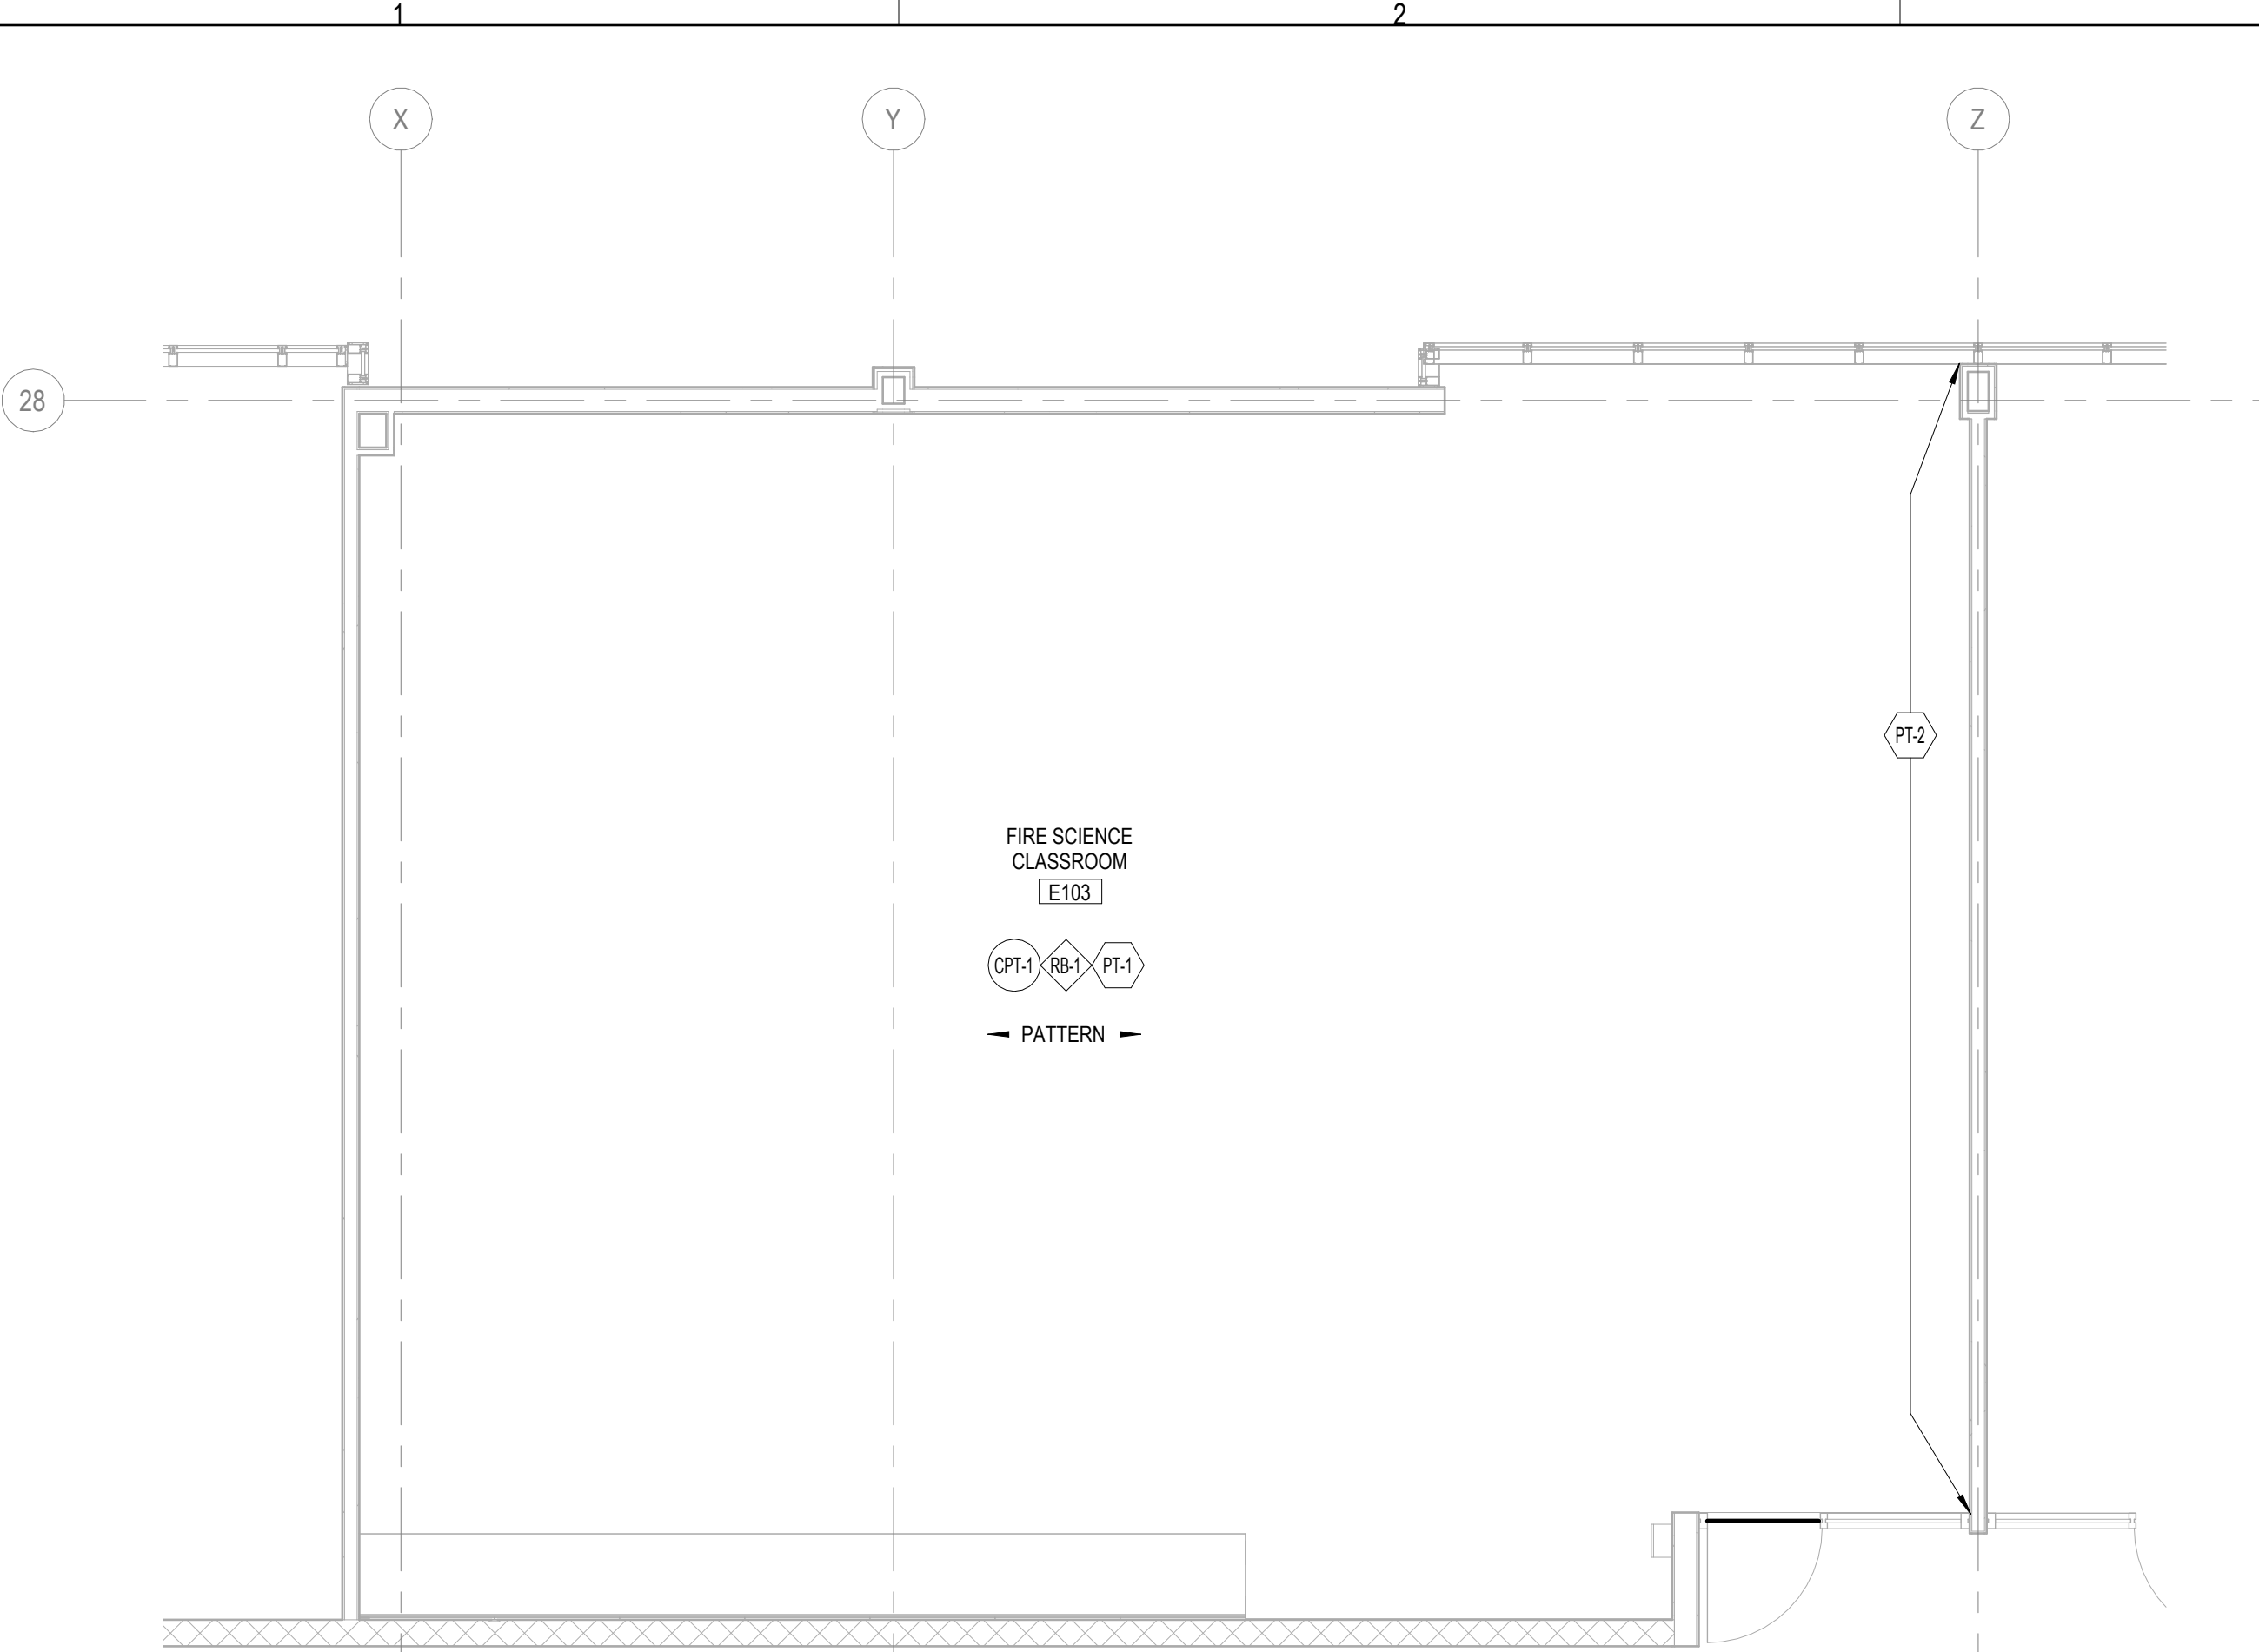 1
2
X
Y
Z
28
PT-2
FIRE SCIENCE
CLASSROOM
E103
CPT-1 RB-1 PT-1
PATTERN